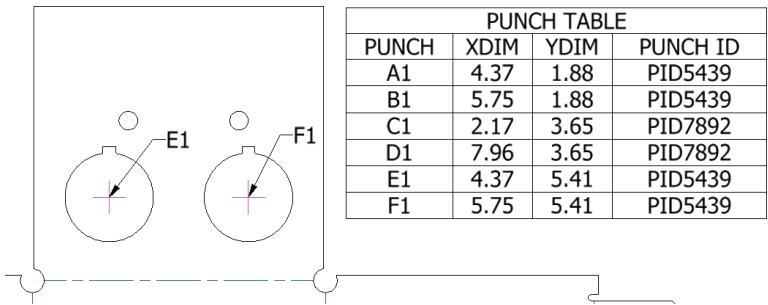 PUNCH TABLE
PUNCH XDIM YDIM PUNCH ID
A1 4.37 1.88 PID5439
B1 5.75 1.88 PID5439
C1 2.17 3.65 PID7892
D1 7.96 3.65 PID7892
E1 4.37 5.41 PID5439
F1 5.75 5.41 PID5439
E1
F1